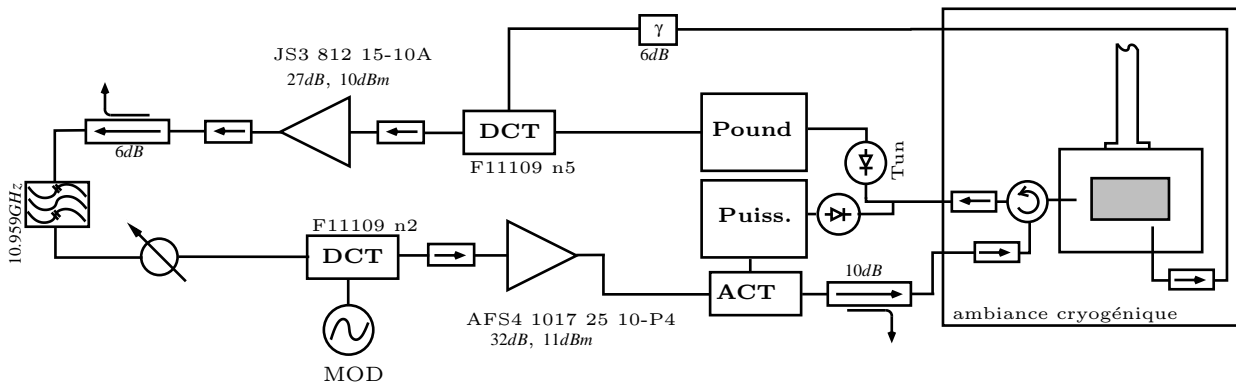 γ
6dB
JS3 812 15-10A
27dB, 10dBm
6dB
DCT
F11109 n5
Pound
Tun
10.959GHz
F11109 n2
DCT
Puiss.
ACT
10dB
AFS4 1017 25 10-P4
32dB, 11dBm
MOD
ambiance cryogénique